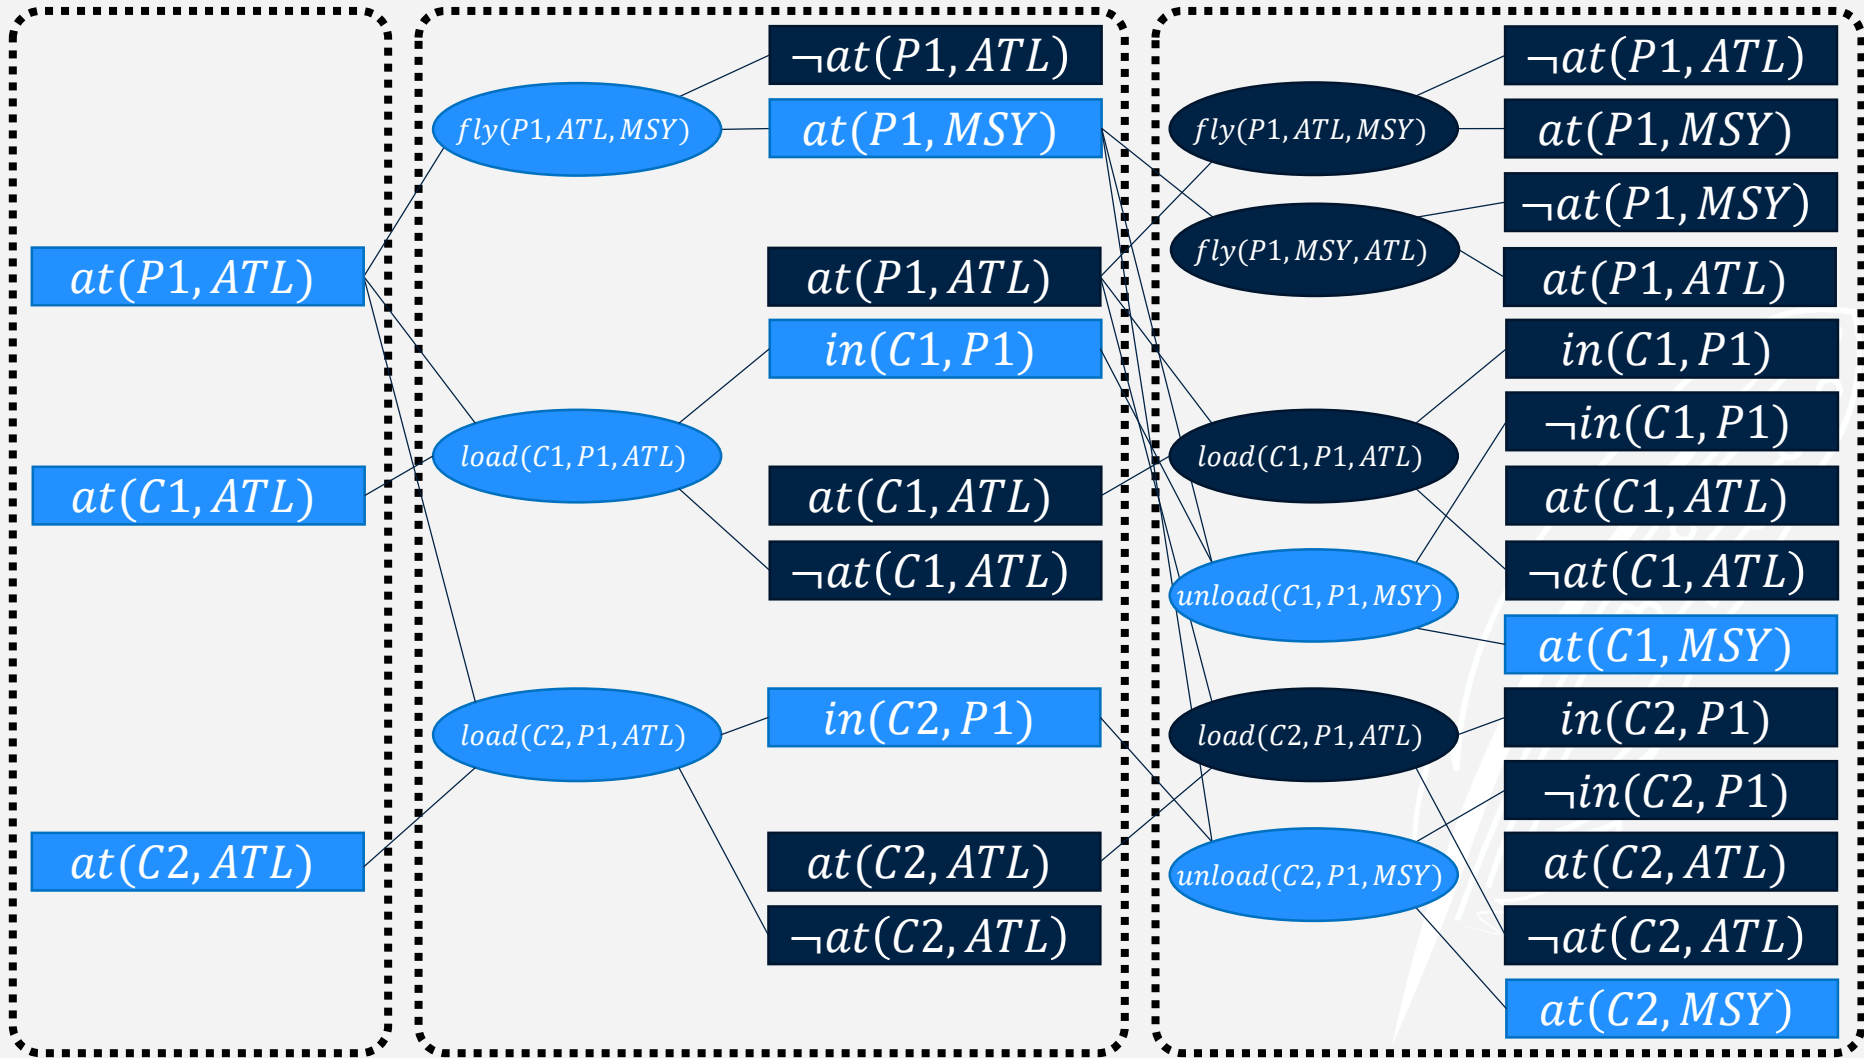 at(P1, ATL)
at(C1, ATL)
at(C2, ATL)
fly(P1, ATL, MSY)
load(C1, P1, ATL)
load(C2, P1, ATL)
¬at(P1, ATL)
at(P1, MSY)
at(P1, ATL)
in(C1, P1)
at(C1, ATL)
¬at(C1, ATL)
in(C2, P1)
at(C2, ATL)
¬at(C2, ATL)
fly(P1, ATL, MSY)
fly(P1, MSY, ATL)
load(C1, P1, ATL)
unload(C1, P1, MSY)
load(C2, P1, ATL)
unload(C2, P1, MSY)
¬at(P1, ATL)
at(P1, MSY)
¬at(P1, MSY)
at(P1, ATL)
in(C1, P1)
¬in(C1, P1)
at(C1, ATL)
¬at(C1, ATL)
at(C1, MSY)
in(C2, P1)
¬in(C2, P1)
at(C2, ATL)
¬at(C2, ATL)
at(C2, MSY)